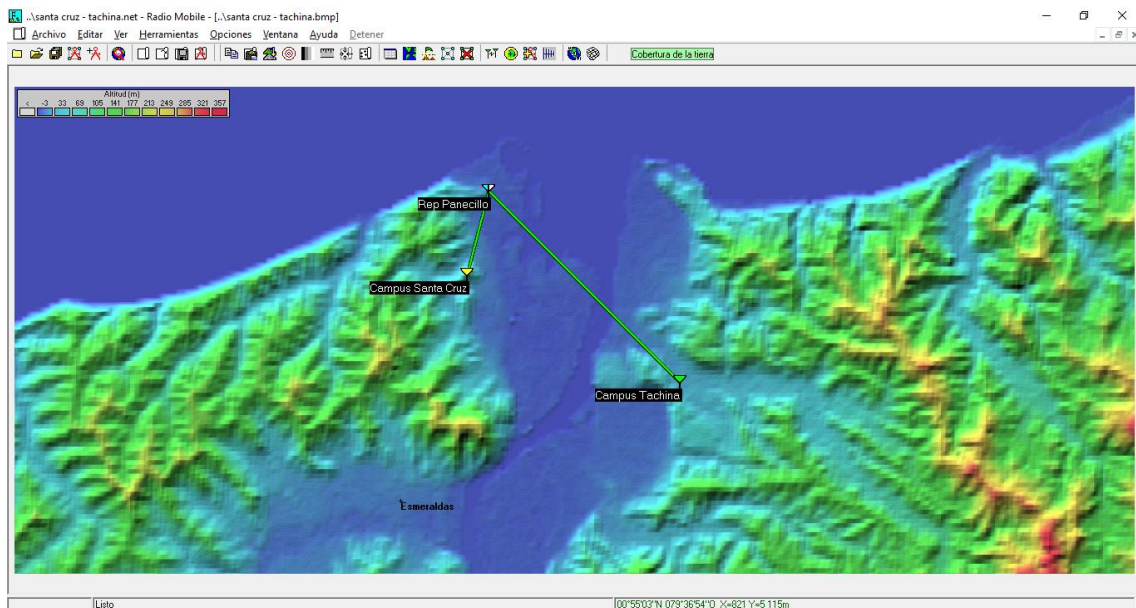 ..\santa cruz - tachina.net - Radio Mobile - [..\santa cruz - tachina.bmp]
Archivo Editar Ver Herramientas Opciones Ventana Ayuda Detener
Cobertura de la tierra
Altitud (m)
< -3 33 69 105 141 177 213 249 285 321 357
Rep Panecillo
Campus Santa Cruz
Campus Tachina
Esmeraldas
Listo
00°55'03"N 079°36'54"O X=821 Y=5 115m